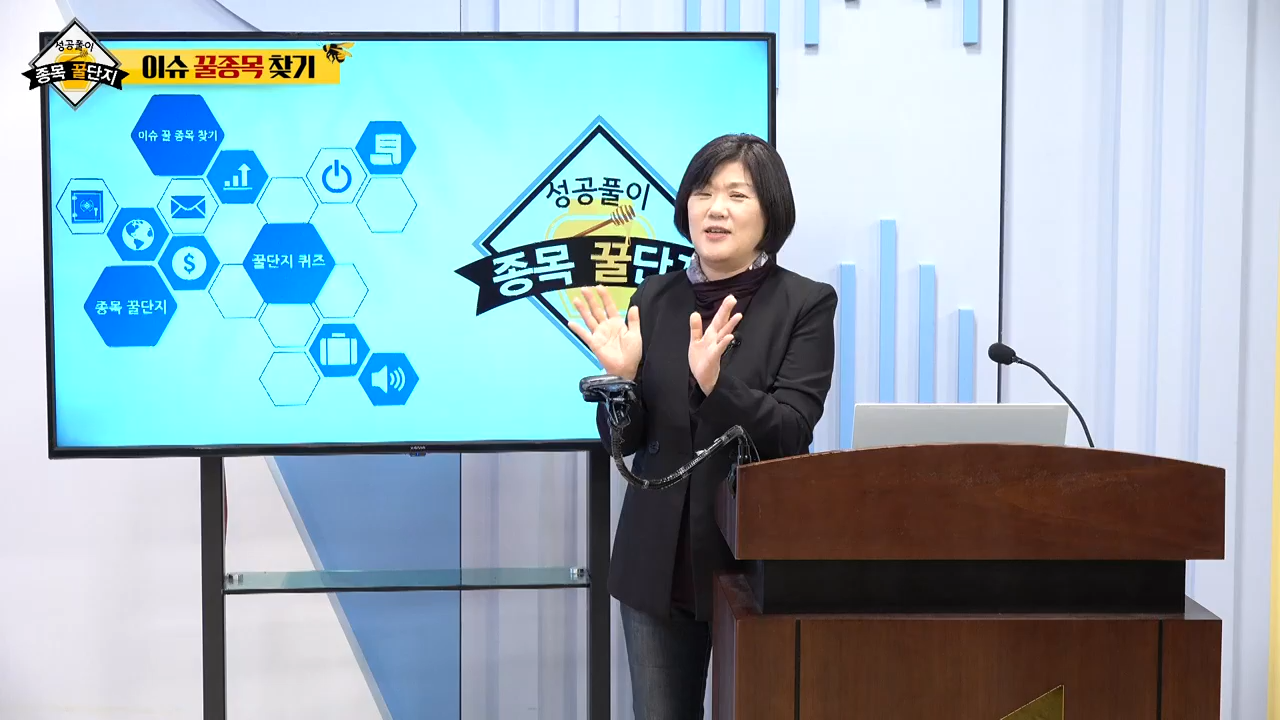 성공풀이
종목 꿀단지
이슈 꿀종목 찾기
이슈 꿀 종목 찾기
꿀단지 퀴즈
종목 꿀단지
성공풀이
종목 꿀단지